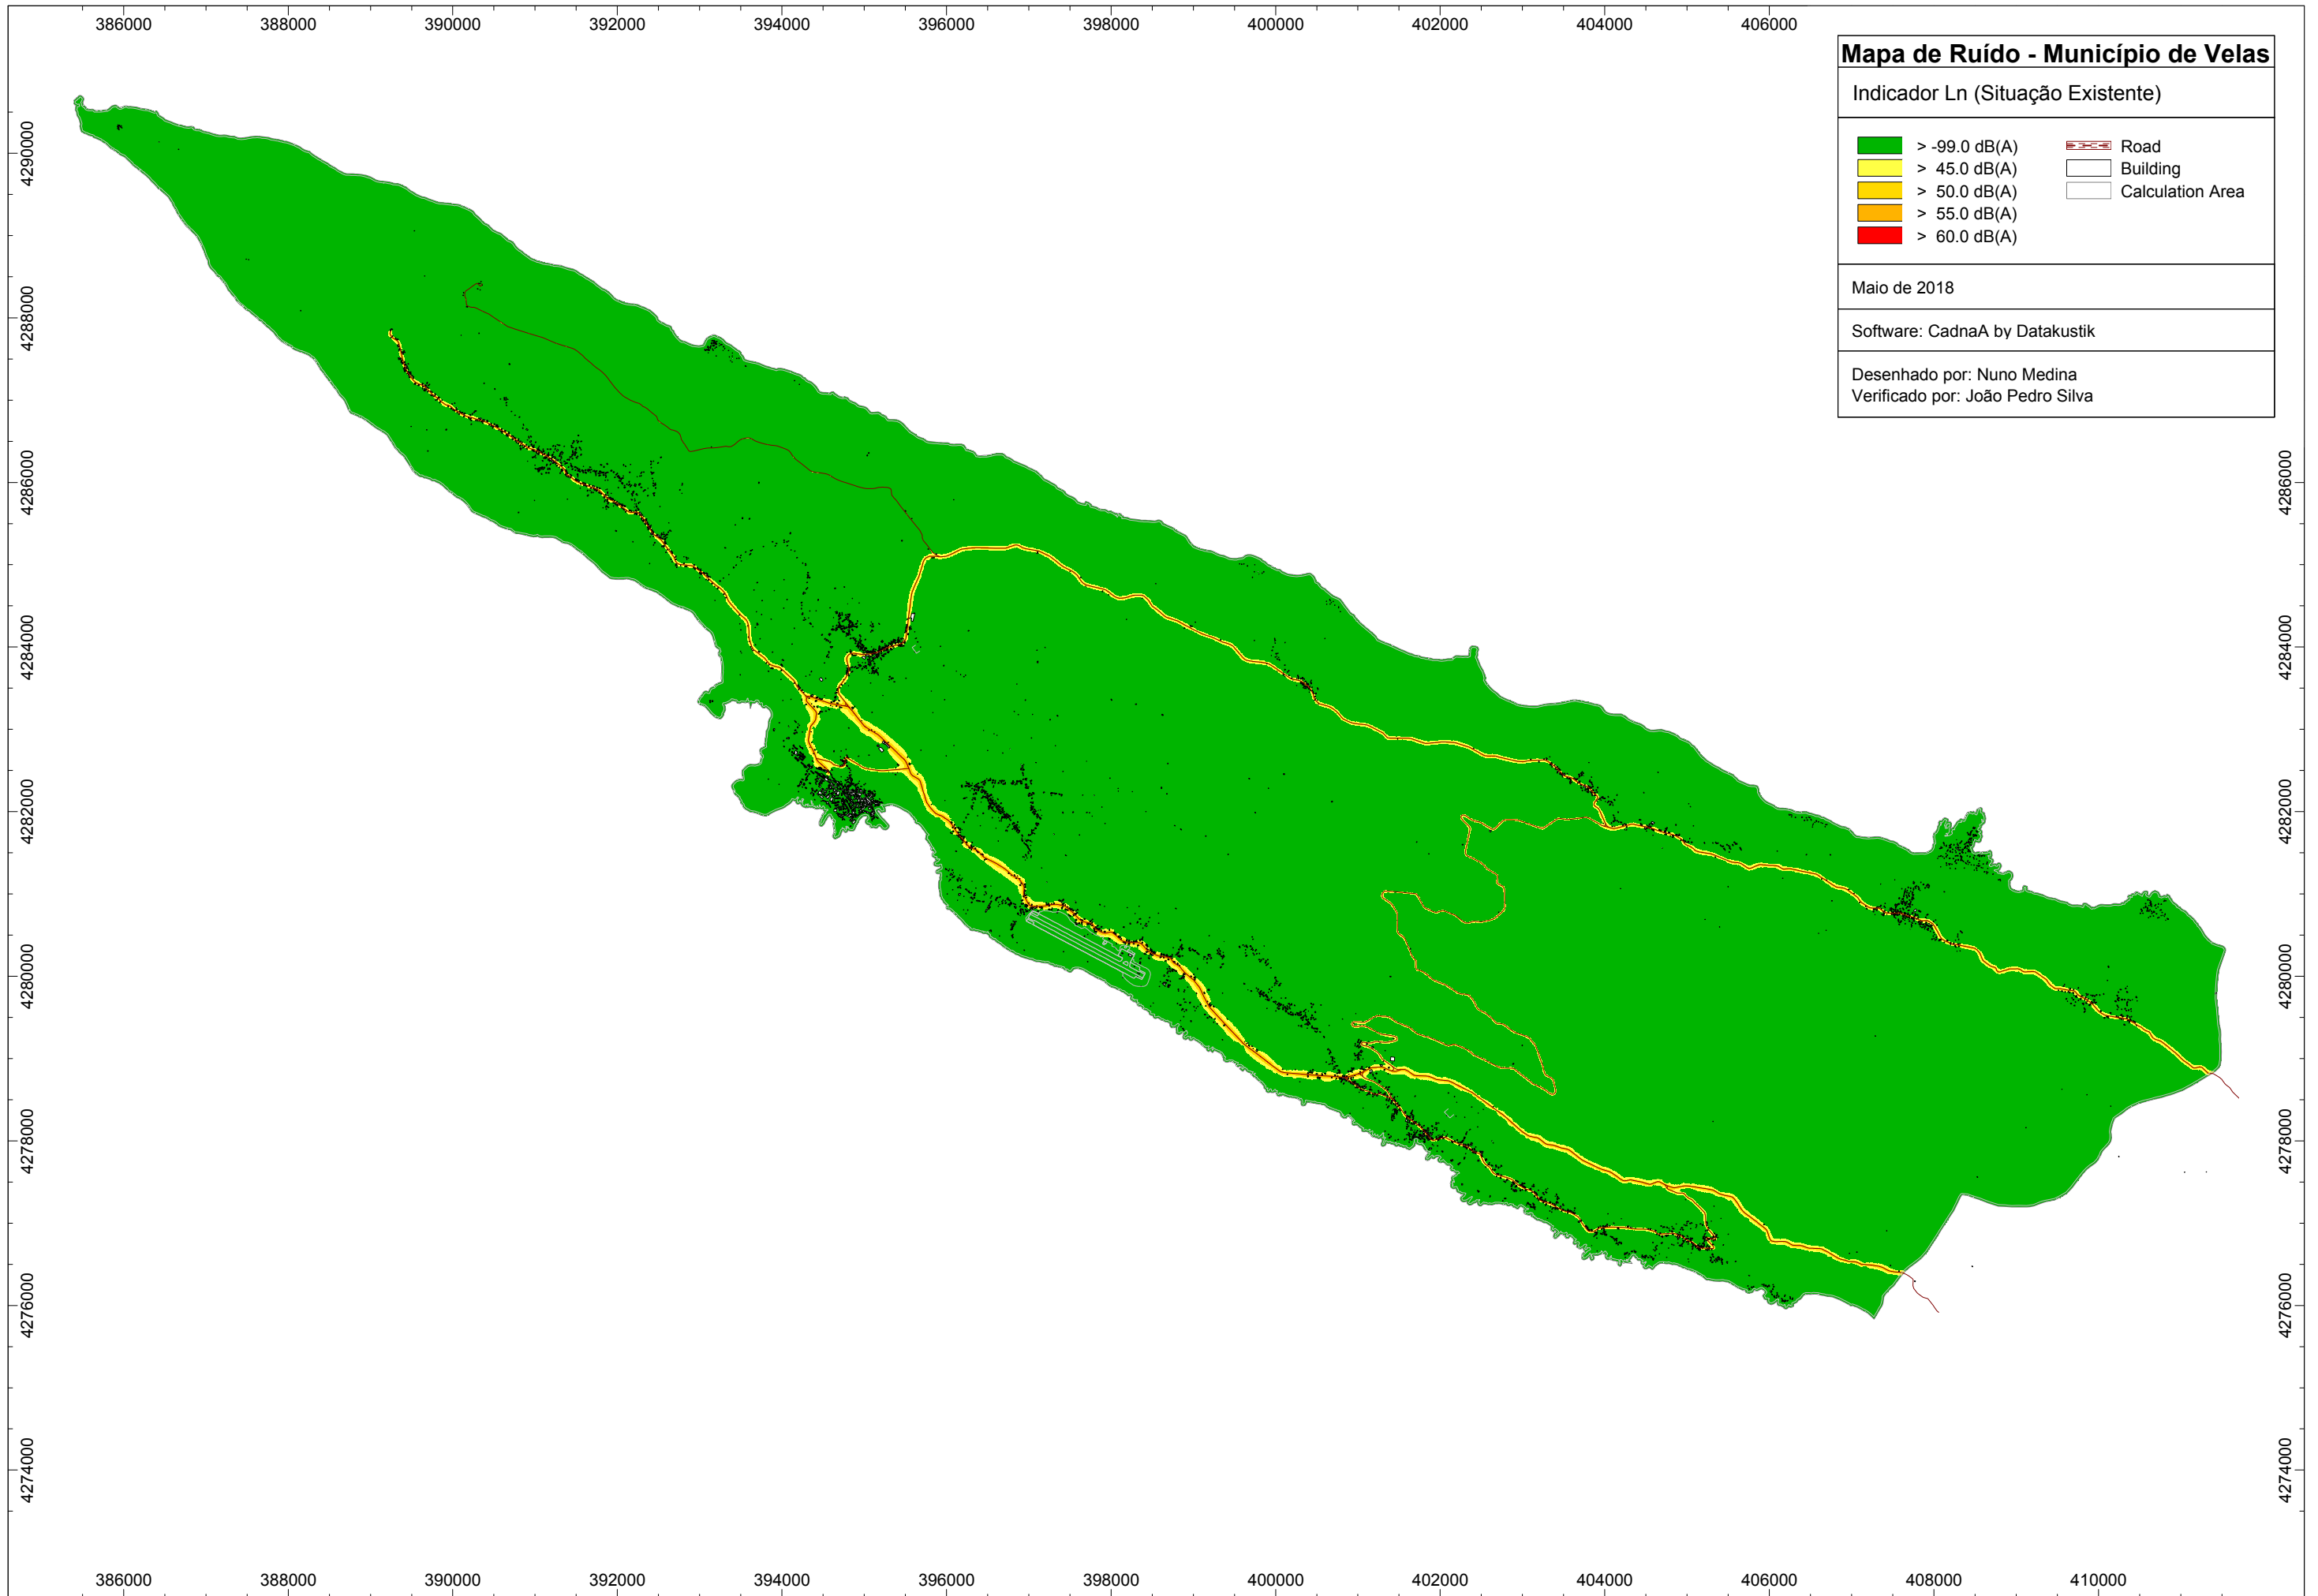 386000 388000 390000 392000 394000 396000 398000 400000 402000 404000 406000
Mapa de Ruído - Município de Velas
Indicador Ln (Situação Existente)
> -99.0 dB(A) Road
> 45.0 dB(A) Building
> 50.0 dB(A) Calculation Area
> 55.0 dB(A)
> 60.0 dB(A)
Maio de 2018
Software: CadnaA by Datakustik
Desenhado por: Nuno Medina
Verificado por: João Pedro Silva
4290000
4288000
4286000 4286000
4284000 4284000
4282000 4282000
4280000 4280000
4278000 4278000
4276000 4276000
4274000 4274000
386000 388000 390000 392000 394000 396000 398000 400000 402000 404000 406000 408000 410000